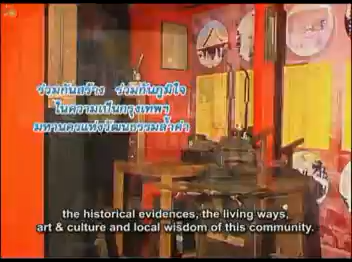 ร่วมกันสร้าง ร่วมกันภูมิใจ
ในความเป็นกรุงเทพฯ
มหานครแห่งวัฒนธรรมล้ำค่า
the historical evidences, the living ways,
art & culture and local wisdom of this community.